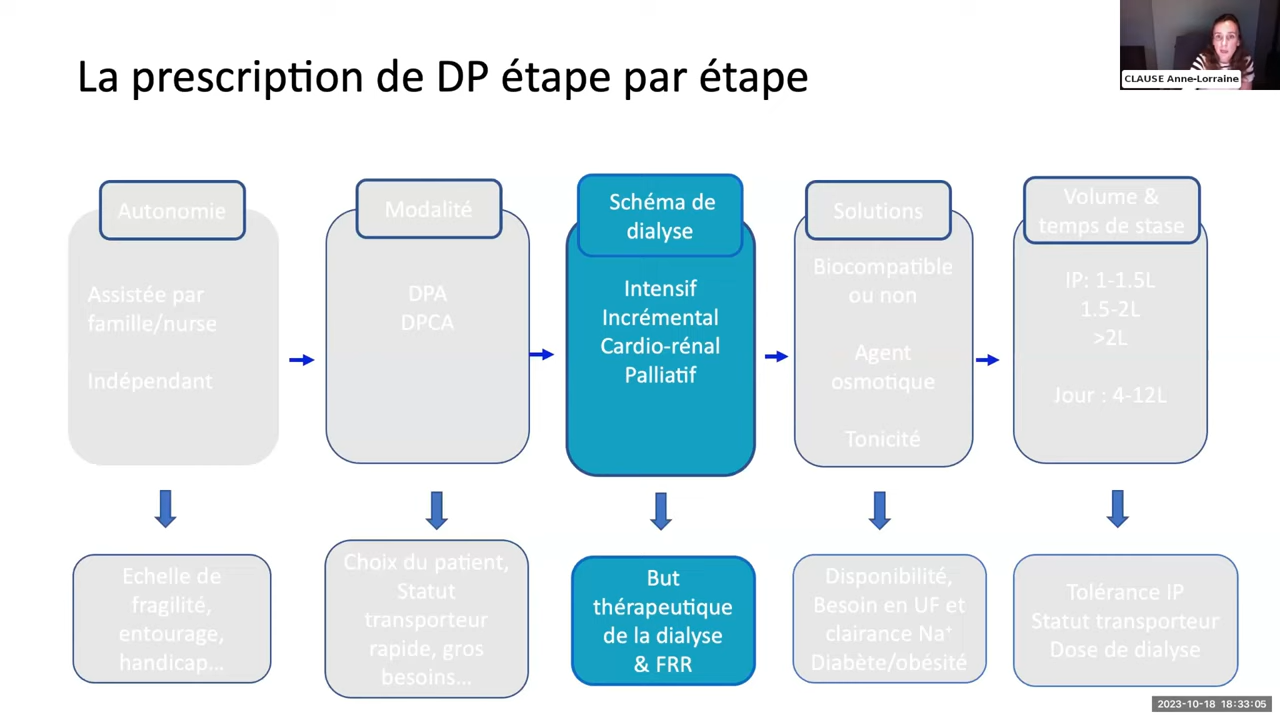 La prescription de DP étape par étape
CLAUSE Anne-Lorraine
Autonomie
Assistée par
famille/nurse
Indépendant
Modalité
DPA
DPCA
Schéma de
dialyse
Intensif
Incrémental
Cardio-rénal
Palliatif
Solutions
Biocompatible
ou non
Agent
osmotique
Tonicité
Volume &
temps de stase
IP: 1-1.5L
1.5-2L
>2L
Jour : 4-12L
Echelle de
fragilité,
entourage,
handicap...
Choix du patient,
Statut
transporteur
rapide, gros
besoins...
But
thérapeutique
de la dialyse
& FRR
Disponibilité,
Besoin en UF et
clairance Na⁺
Diabète/obésité
Tolérance IP
Statut transporteur
Dose de dialyse
2023-10-18 18:33:05